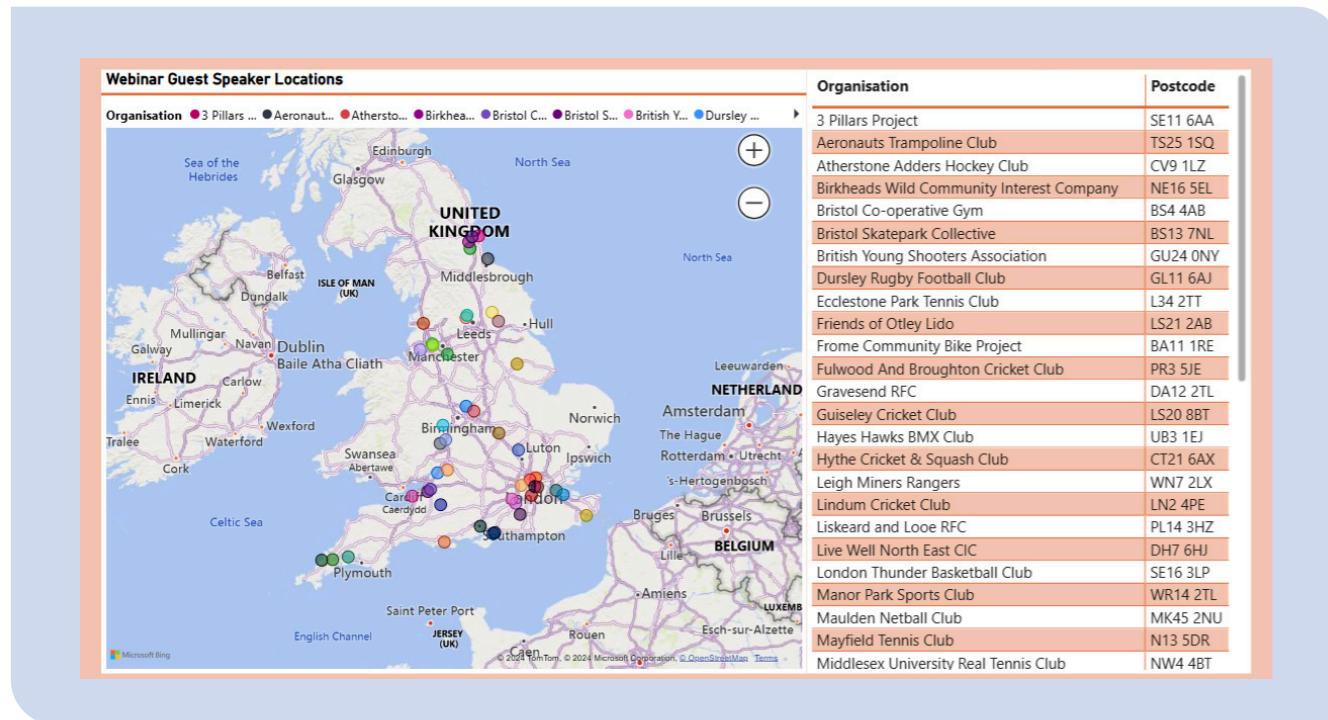 Webinar Guest Speaker Locations
Organisation 3 Pillars ... Aeronaut... Athersto... Birkhea... Bristol C... Bristol S... British Y... Dursley ...
Edinburgh
Sea of the
Hebrides
North Sea
Glasgow
UNITED
KINGDOM
North Sea
Belfast
ISLE OF MAN
(UK)
Middlesbrough
Dundalk
Leeds
Hull
Mullingar
Navan
Dublin
Galway
Manchester
Baile Atha Cliath
Leeuwarden
IRELAND
Carlow
NETHERLAND
Ennis
Limerick
Amsterdam
Norwich
Wexford
Birmingham
The Hague
Tralee
Waterford
Luton
Rotterdam
Utrecht
Swansea
Abertawe
Ipswich
Cork
's-Hertogenbosch
Cardiff
London
Caerdydd
Bruges
Brussels
Celtic Sea
Southampton
BELGIUM
Lille
Plymouth
Amiens
LUXEMB
Saint Peter Port
English Channel
JERSEY
(UK)
Rouen
Esch-sur-Alzette
Caen
Microsoft Bing
© 2024 TomTom, © 2024 Microsoft Corporation, © OpenStreetMap Terms
Organisation Postcode
3 Pillars Project SE11 6AA
Aeronauts Trampoline Club TS25 1SQ
Atherstone Adders Hockey Club CV9 1LZ
Birkheads Wild Community Interest Company NE16 5EL
Bristol Co-operative Gym BS4 4AB
Bristol Skatepark Collective BS13 7NL
British Young Shooters Association GU24 0NY
Dursley Rugby Football Club GL11 6AJ
Ecclestone Park Tennis Club L34 2TT
Friends of Otley Lido LS21 2AB
Frome Community Bike Project BA11 1RE
Fulwood And Broughton Cricket Club PR3 5JE
Gravesend RFC DA12 2TL
Guiseley Cricket Club LS20 8BT
Hayes Hawks BMX Club UB3 1EJ
Hythe Cricket & Squash Club CT21 6AX
Leigh Miners Rangers WN7 2LX
Lindum Cricket Club LN2 4PE
Liskeard and Looe RFC PL14 3HZ
Live Well North East CIC DH7 6HJ
London Thunder Basketball Club SE16 3LP
Manor Park Sports Club WR14 2TL
Maulden Netball Club MK45 2NU
Mayfield Tennis Club N13 5DR
Middlesex University Real Tennis Club NW4 4BT